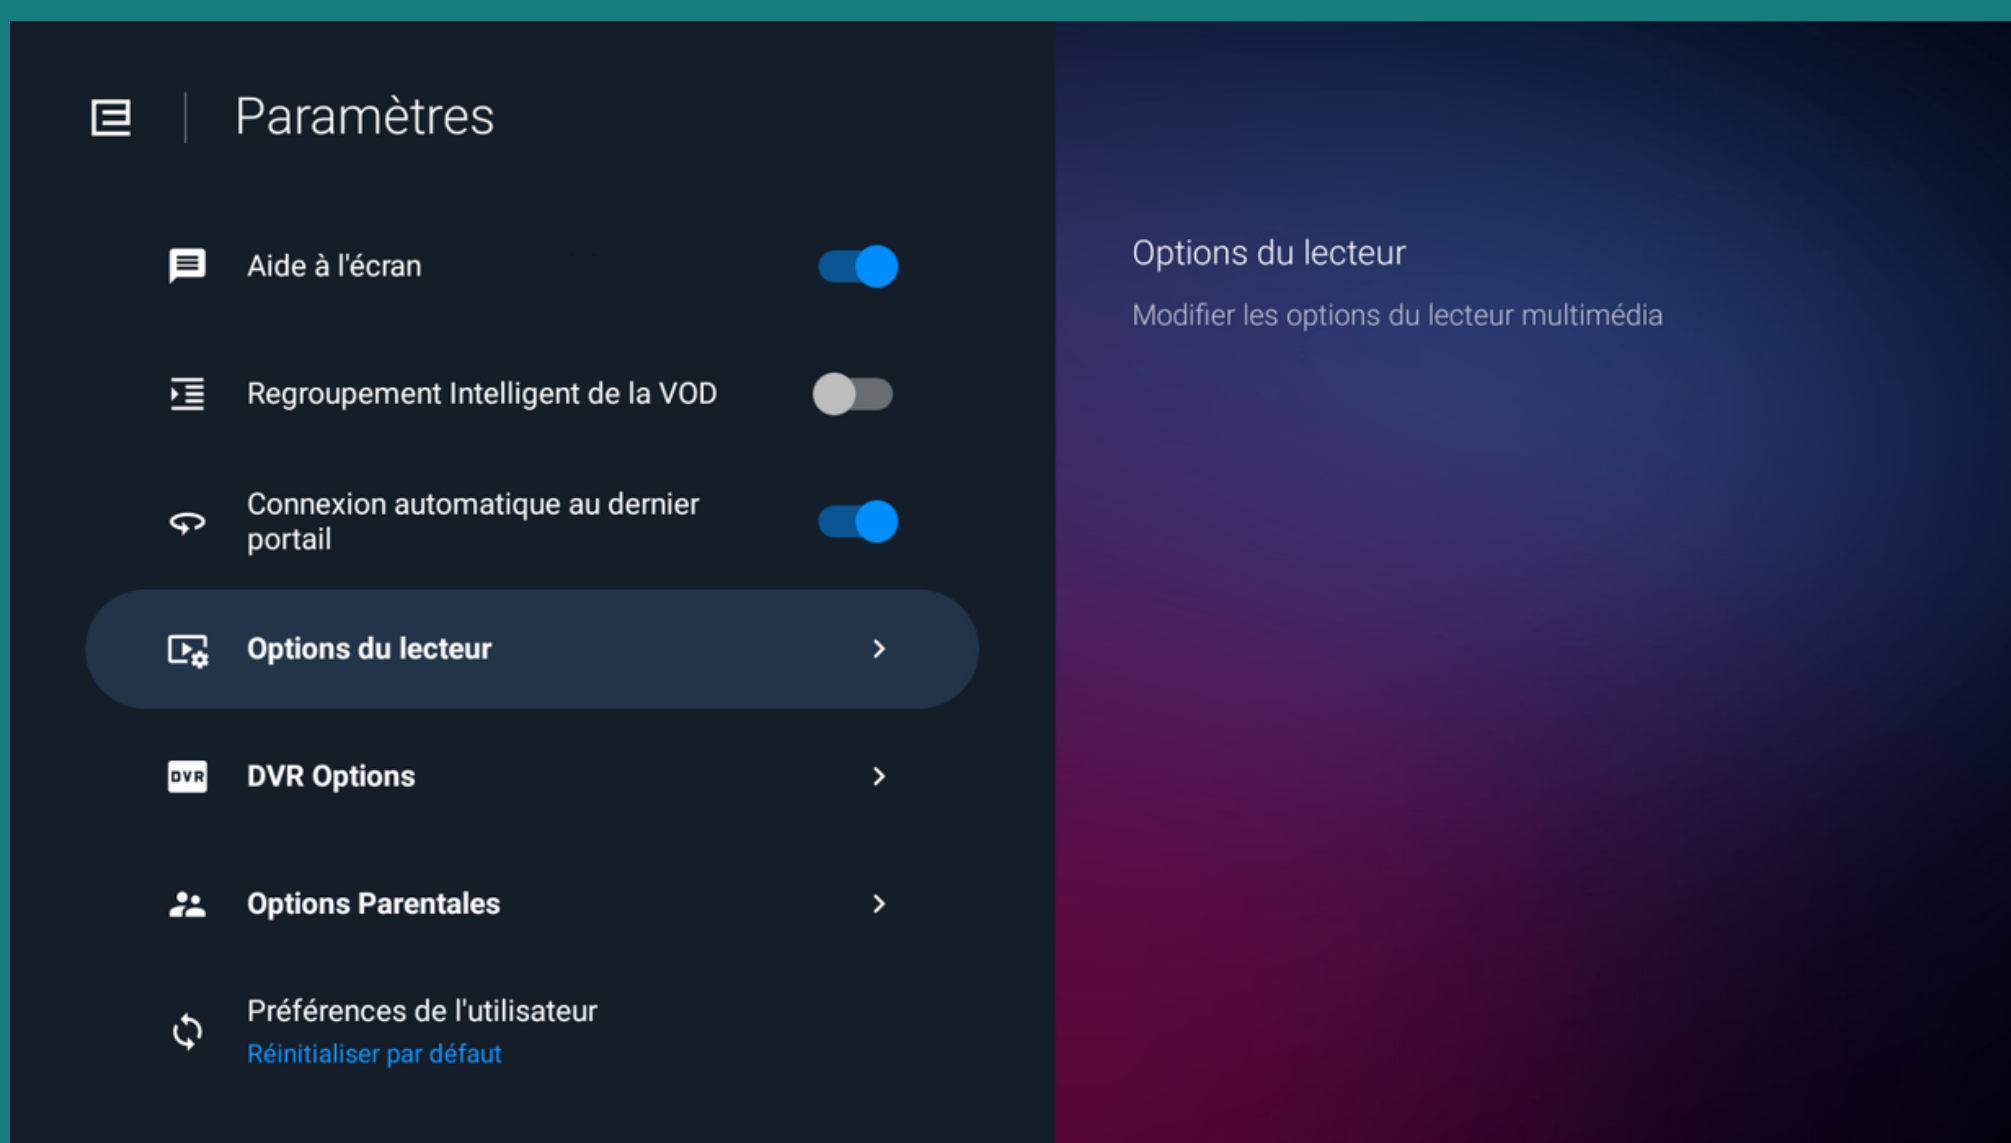 Paramètres
Aide à l'écran
Regroupement Intelligent de la VOD
Connexion automatique au dernier
portail
Options du lecteur
DVR
DVR Options
Options Parentales
Préférences de l'utilisateur
Réinitialiser par défaut
Options du lecteur
Modifier les options du lecteur multimédia